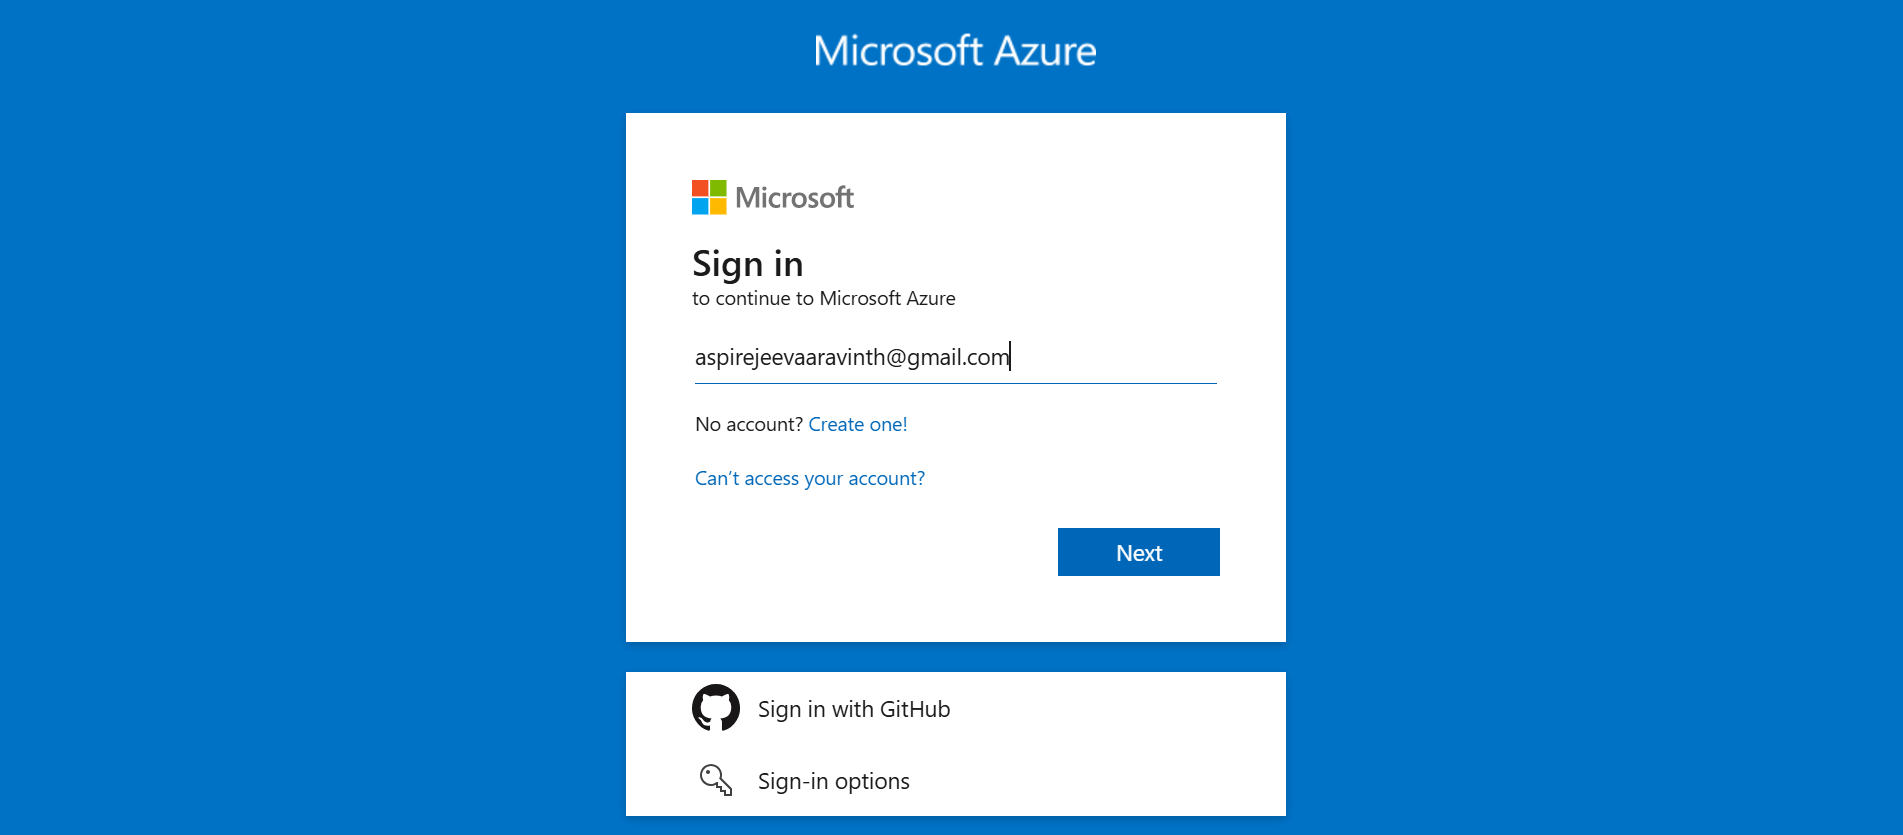 Microsoft Azure
Microsoft
Sign in
to continue to Microsoft Azure
aspirejeevaaravinth@gmail.com
No account? Create one!
Can’t access your account?
Next
Sign in with GitHub
Sign-in options